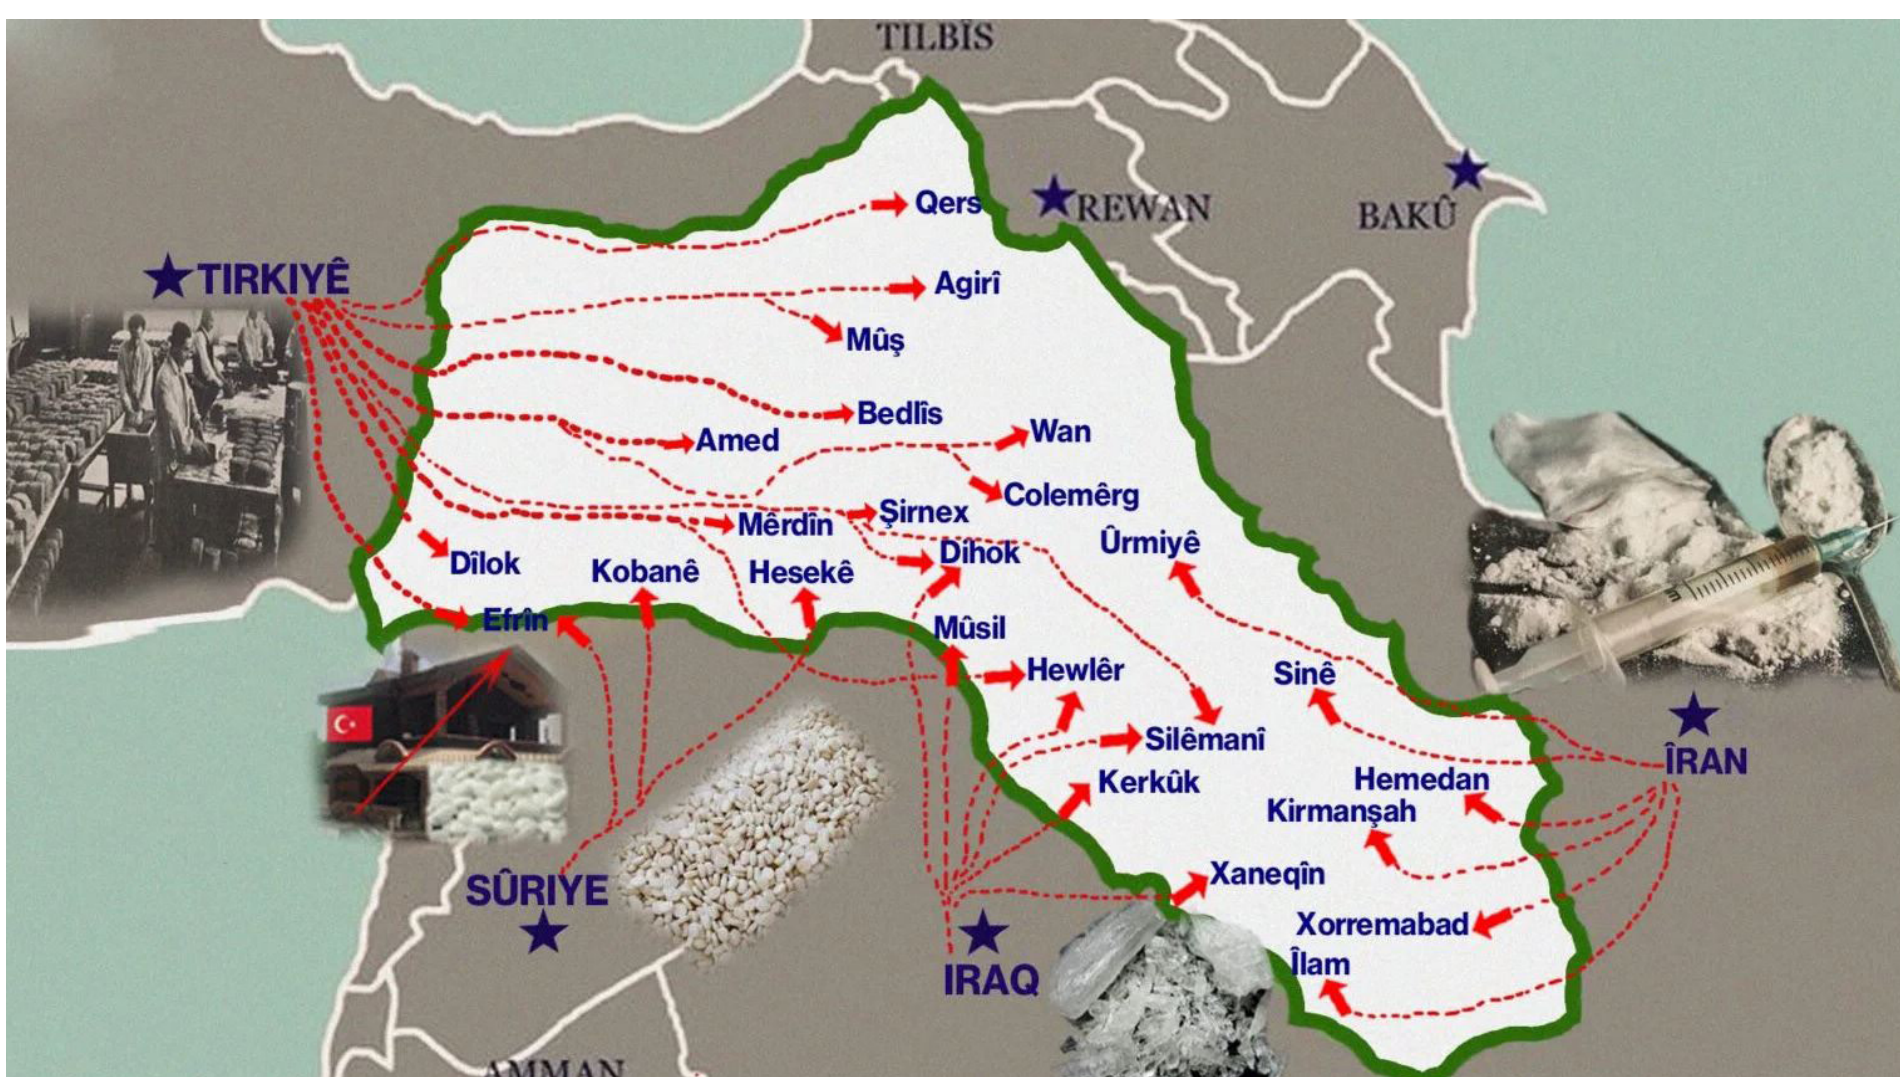 TILBÎS
Qers
REWAN
BAKÛ
TIRKIYÊ
Agirî
Mûş
Bedlîs
Amed
Wan
Colemêrg
Şirnex
Mêrdîn
Dihok
Ûrmiyê
Dîlok
Kobanê
Hesekê
Efrîn
Mûsil
Hewlêr
Sinê
Silêmanî
ÎRAN
Kerkûk
Hemedan
Kirmanşah
Xaneqîn
SÛRIYE
Xorremabad
Îlam
IRAQ
AMMAN